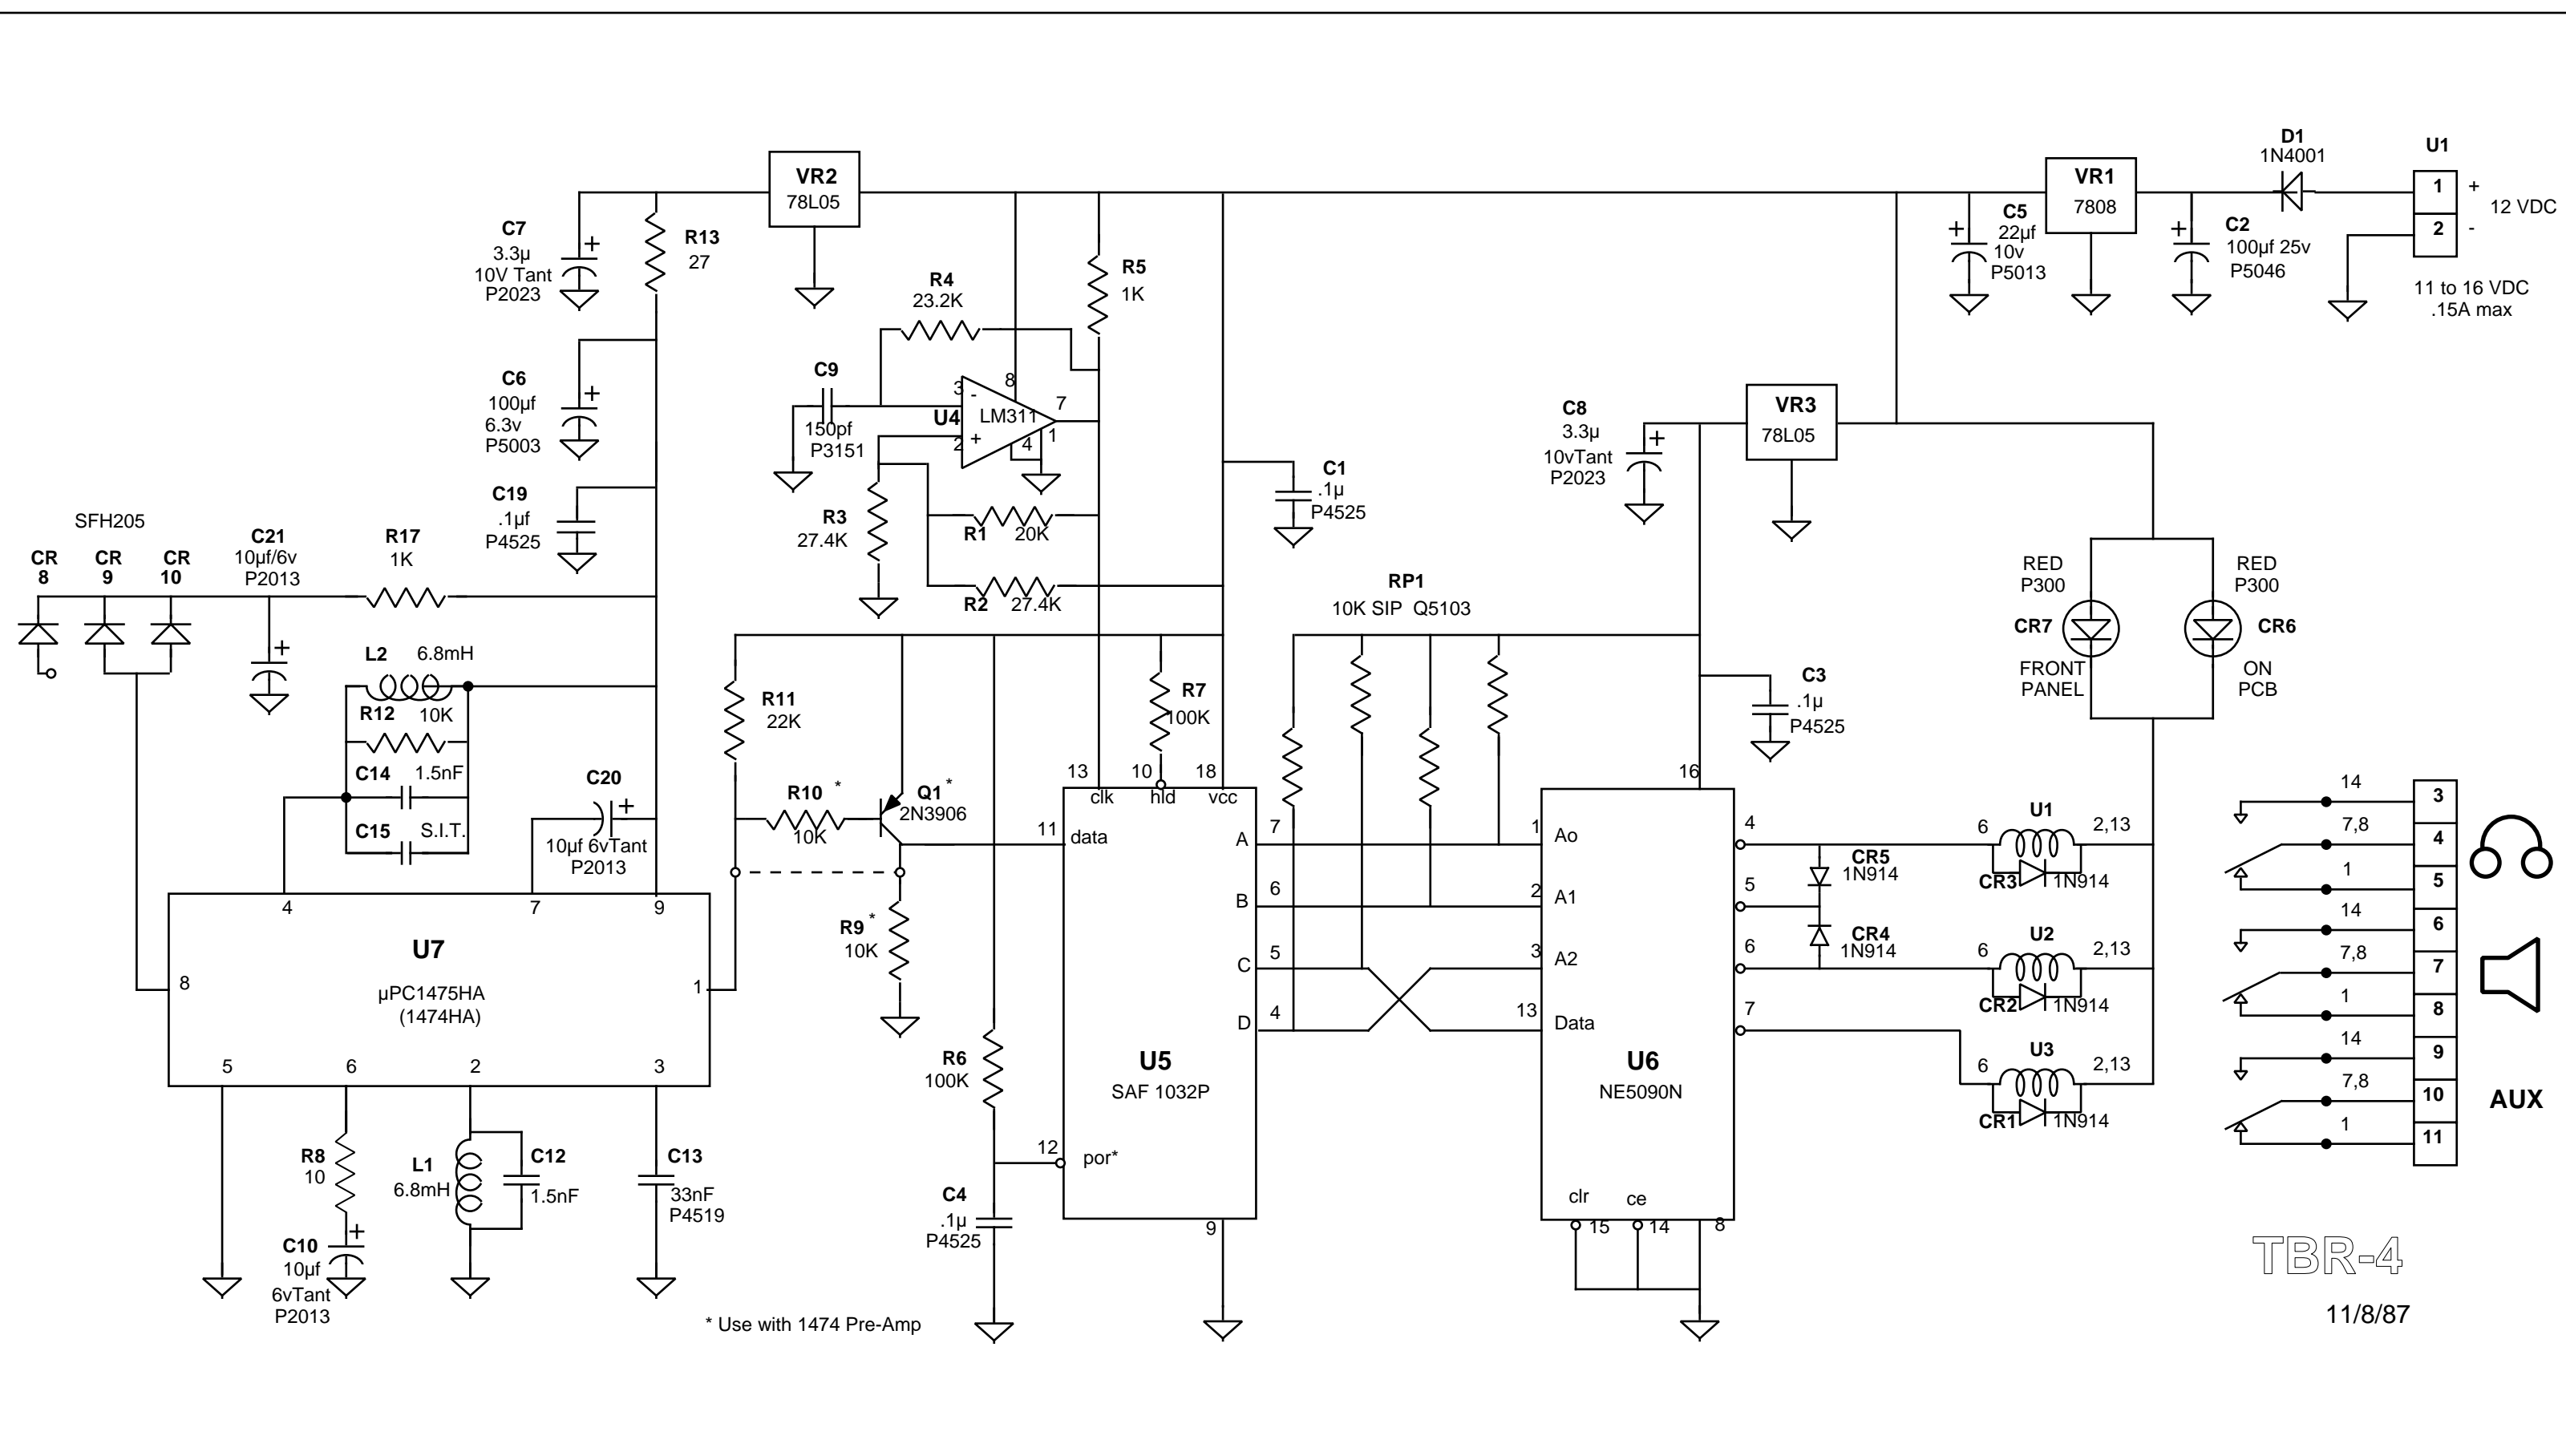 D1
1N4001
U1
VR2
78L05
VR1
7808
1
+
12 VDC
2
-
11 to 16 VDC
.15A max
C7
3.3µ
10V Tant
P2023
+
R13
27
R4
23.2K
R5
1K
+
C5
22µf
10v
P5013
+
C2
100µf 25v
P5046
C6
100µf
6.3v
P5003
+
C9
150pf
P3151
U4
LM311
3
-
2
+
8
7
4
1
C8
3.3µ
10vTant
P2023
+
VR3
78L05
C19
.1µf
P4525
R3
27.4K
R1
20K
R2
27.4K
C1
.1µ
P4525
SFH205
CR
8
CR
9
CR
10
C21
10µf/6v
P2013
+
R17
1K
RP1
10K SIP Q5103
RED
P300
CR7
FRONT
PANEL
RED
P300
CR6
ON
PCB
L2
6.8mH
R12
10K
C14
1.5nF
C15
S.I.T.
R11
22K
R7
100K
C3
.1µ
P4525
C20
+
10µf 6vTant
P2013
R10
*
10K
Q1
*
2N3906
R9
*
10K
4
7
9
U7
µPC1475HA
(1474HA)
8
1
5
6
2
3
13
10
18
clk
hld
vcc
11
data
A
7
B
6
C
5
D
4
U5
SAF 1032P
12
por*
9
16
1
Ao
2
A1
3
A2
13
Data
U6
NE5090N
clr
ce
15
14
8
4
5
6
7
CR5
1N914
CR4
1N914
6
U1
2,13
CR3
1N914
6
U2
2,13
CR2
1N914
6
U3
2,13
CR1
1N914
14
3
7,8
4
1
5
14
6
7,8
7
1
8
14
9
7,8
10
1
11
AUX
R8
10
C10
10µf
6vTant
P2013
+
L1
6.8mH
C12
1.5nF
C13
33nF
P4519
R6
100K
C4
.1µ
P4525
* Use with 1474 Pre-Amp
TBR-4
11/8/87